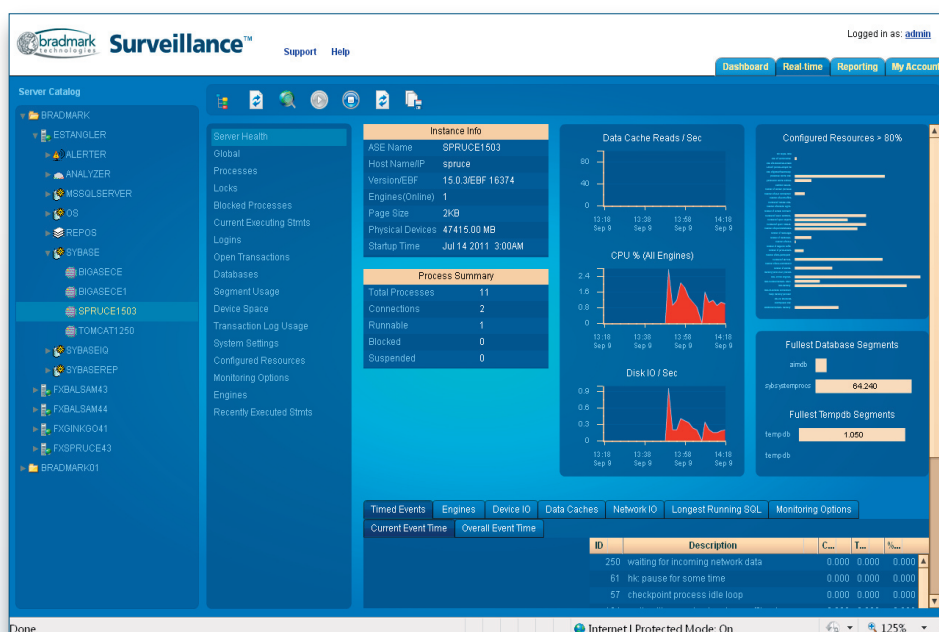 bradmark
technologies
Surveillance™
Support Help
Logged in as: admin
Dashboard Real-time Reporting My Account
Server Catalog
BRADMARK
ESTANGLER
ALERTER
ANALYZER
MSSQLSERVER
OS
REPOS
SYBASE
BIGASECE
BIGASECE1
SPRUCE1503
TOMCAT1250
SYBASEIQ
SYBASEREP
FXBALSAM43
FXBALSAM44
FXGINKGO41
FXSPRUCE43
BRADMARK01
Server Health
Global
Processes
Locks
Blocked Processes
Current Executing Stmts
Logins
Open Transactions
Databases
Segment Usage
Device Space
Transaction Log Usage
System Settings
Configured Resources
Monitoring Options
Engines
Recently Executed Stmts
Instance Info
ASE Name SPRUCE1503
Host Name/IP spruce
Version/EBF 15.0.3/EBF 16374
Engines(Online) 1
Page Size 2KB
Physical Devices 47415.00 MB
Startup Time Jul 14 2011 3:00AM
Process Summary
Total Processes 11
Connections 2
Runnable 1
Blocked 0
Suspended 0
Data Cache Reads / Sec
80
40
0
13:18 13:38 13:58 14:18
Sep 9 Sep 9 Sep 9 Sep 9
CPU % (All Engines)
2.4
1.6
0.8
0
13:18 13:38 13:58 14:18
Sep 9 Sep 9 Sep 9 Sep 9
Disk IO / Sec
0.9
0.6
0.3
0
13:18 13:38 13:58 14:18
Sep 9 Sep 9 Sep 9 Sep 9
Configured Resources > 80%
Fullest Database Segments
aimdb
sybsystemprocs 64.240
Fullest Tempdb Segments
tempdb 1.050
tempdb
Timed Events Engines Device IO Data Caches Network IO Longest Running SQL Monitoring Options
Current Event Time Overall Event Time
ID Description C... T... %...
250 waiting for incoming network data 0.000 0.000 0.000
61 hk: pause for some time 0.000 0.000 0.000
57 checkpoint process idle loop 0.000 0.000 0.000
Done
Internet | Protected Mode: On
125%